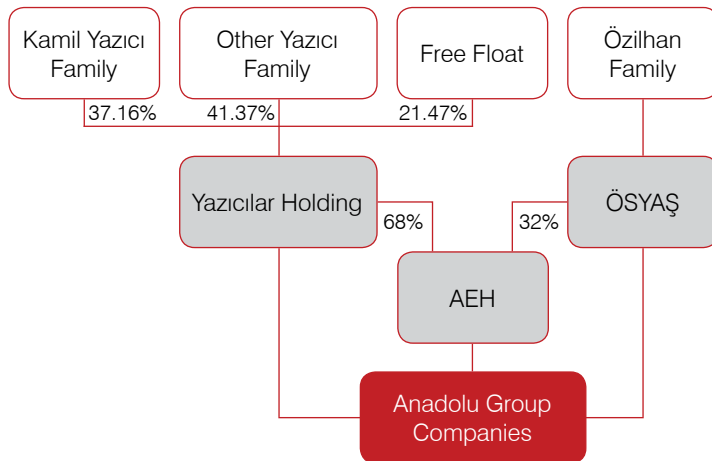 Kamil Yazıcı
Family
Other Yazıcı
Family
Free Float
Özilhan
Family
37.16%
41.37%
21.47%
Yazıcılar Holding
ÖSYAŞ
68%
32%
AEH
Anadolu Group
Companies